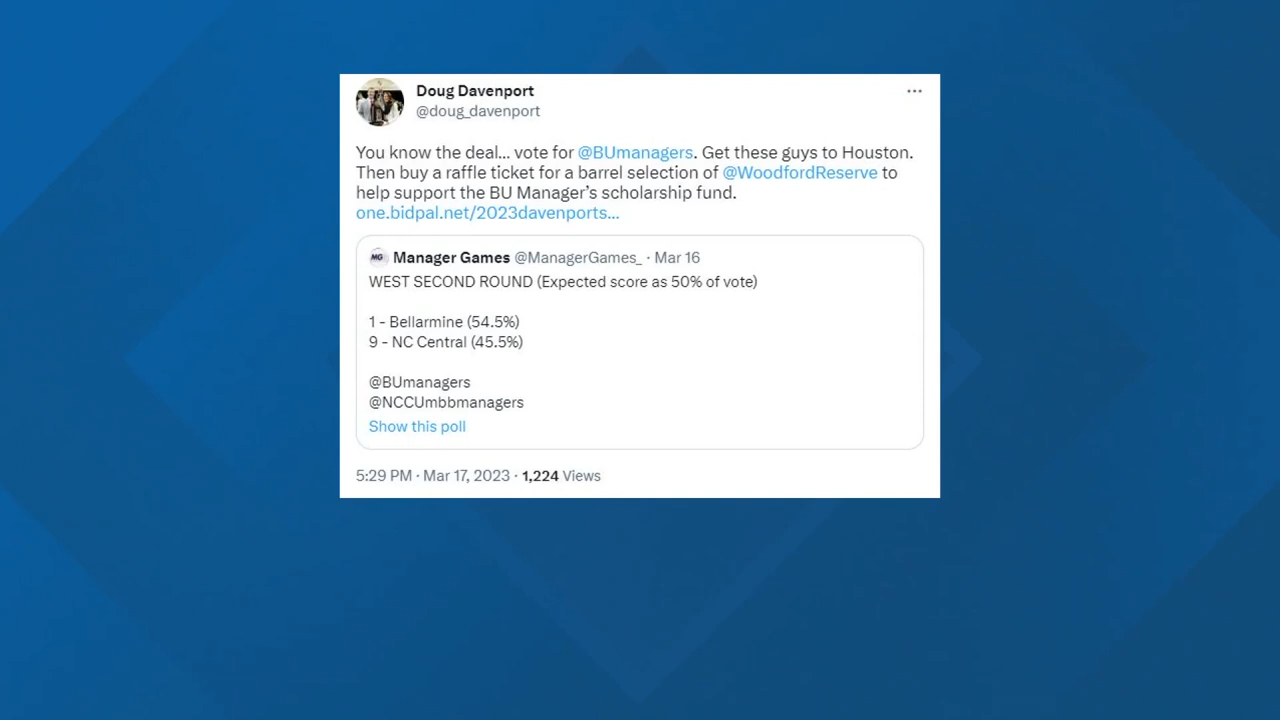 Doug Davenport
@doug_davenport
You know the deal... vote for @BUmanagers. Get these guys to Houston.
Then buy a raffle ticket for a barrel selection of @WoodfordReserve to
help support the BU Manager’s scholarship fund.
one.bidpal.net/2023davenports...
MG Manager Games @ManagerGames_ · Mar 16
WEST SECOND ROUND (Expected score as 50% of vote)
1 - Bellarmine (54.5%)
9 - NC Central (45.5%)
@BUmanagers
@NCCUmbbmanagers
Show this poll
5:29 PM · Mar 17, 2023 · 1,224 Views